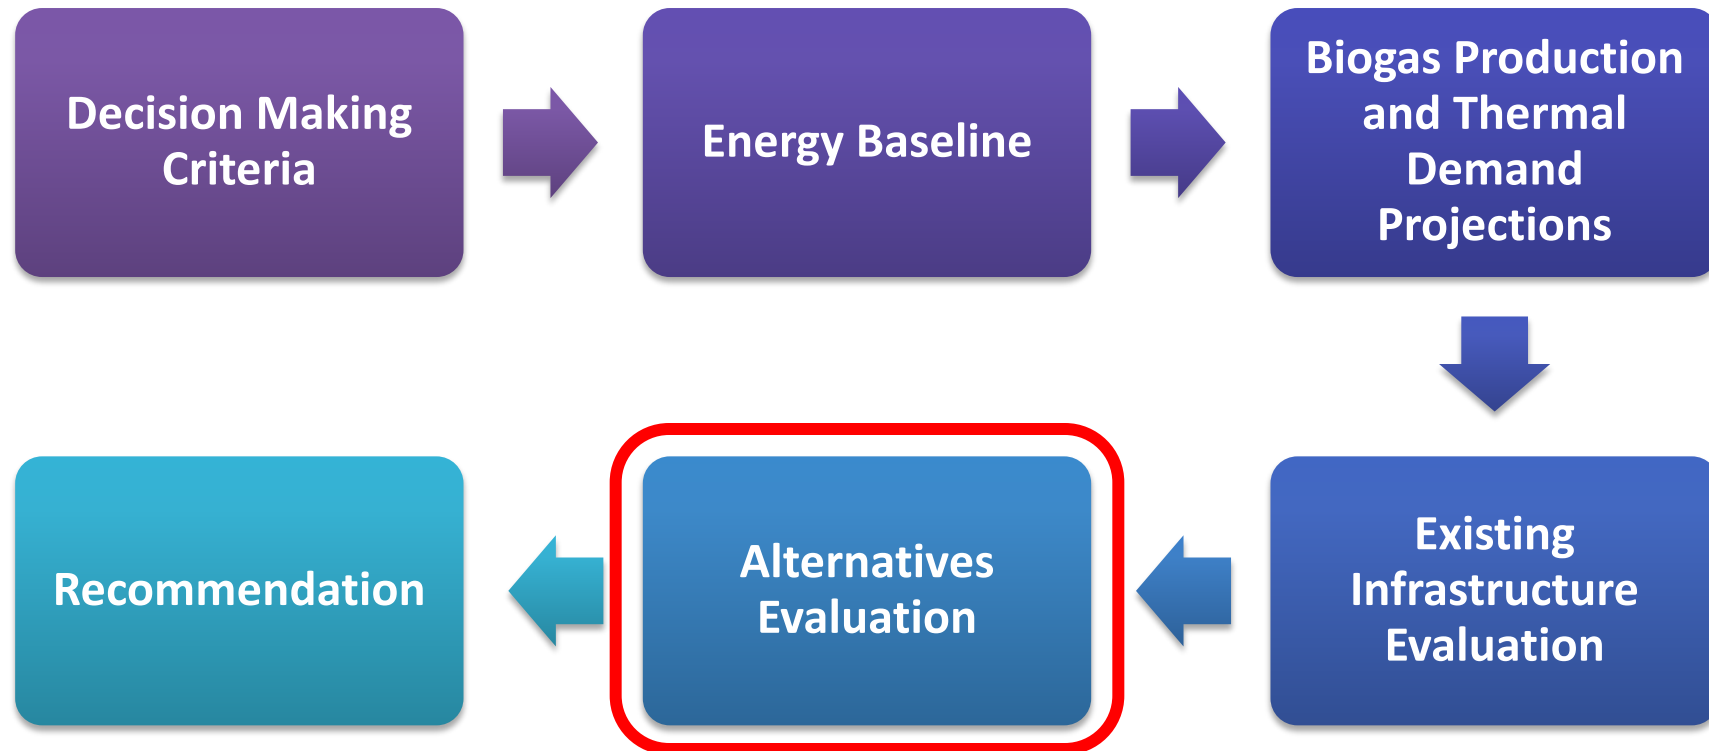 Decision Making
Criteria
Energy Baseline
Biogas Production
and Thermal
Demand
Projections
Existing
Infrastructure
Evaluation
Alternatives
Evaluation
Recommendation